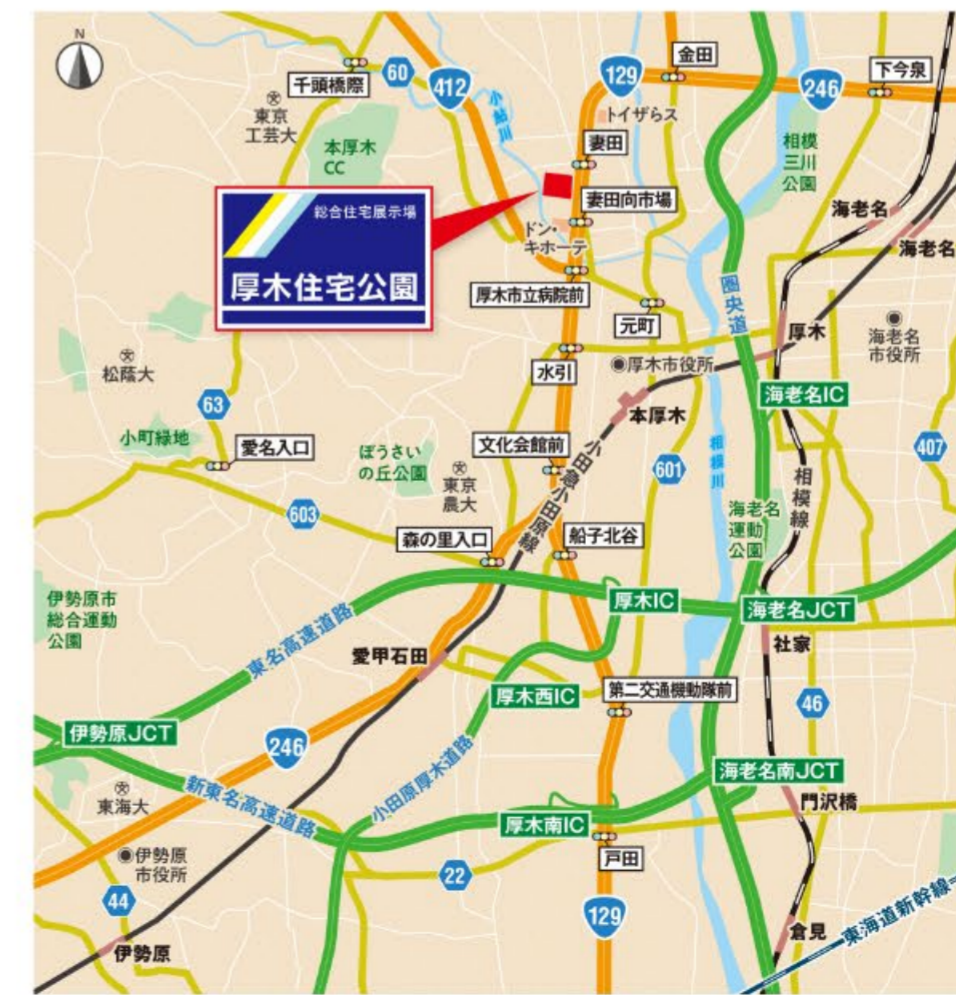 N
金田
千頭橋際
60
412
129
246
下今泉
東京
工芸大
小鮎川
トイザらス
本厚木
CC
妻田
相模
三川
公園
総合住宅展示場
厚木住宅公園
妻田向市場
海老名
海老名
ドン・
キホーテ
厚木市立病院前
圏央道
元町
厚木
海老名
市役所
松蔭大
水引
厚木市役所
海老名IC
63
本厚木
小町緑地
愛名入口
文化会館前
407
ぼうさい
の丘公園
東京
農大
小田急小田原線
601
相模川
相模線
603
海老名
運動
公園
森の里入口
船子北谷
伊勢原市
総合運動
公園
東名高速道路
厚木IC
海老名JCT
愛甲石田
社家
厚木西IC
第二交通機動隊前
46
伊勢原JCT
246
小田原厚木道路
海老名南JCT
東海大
新東名高速道路
門沢橋
厚木南IC
伊勢原
市役所
戸田
22
44
129
東海道新幹線
倉見
伊勢原